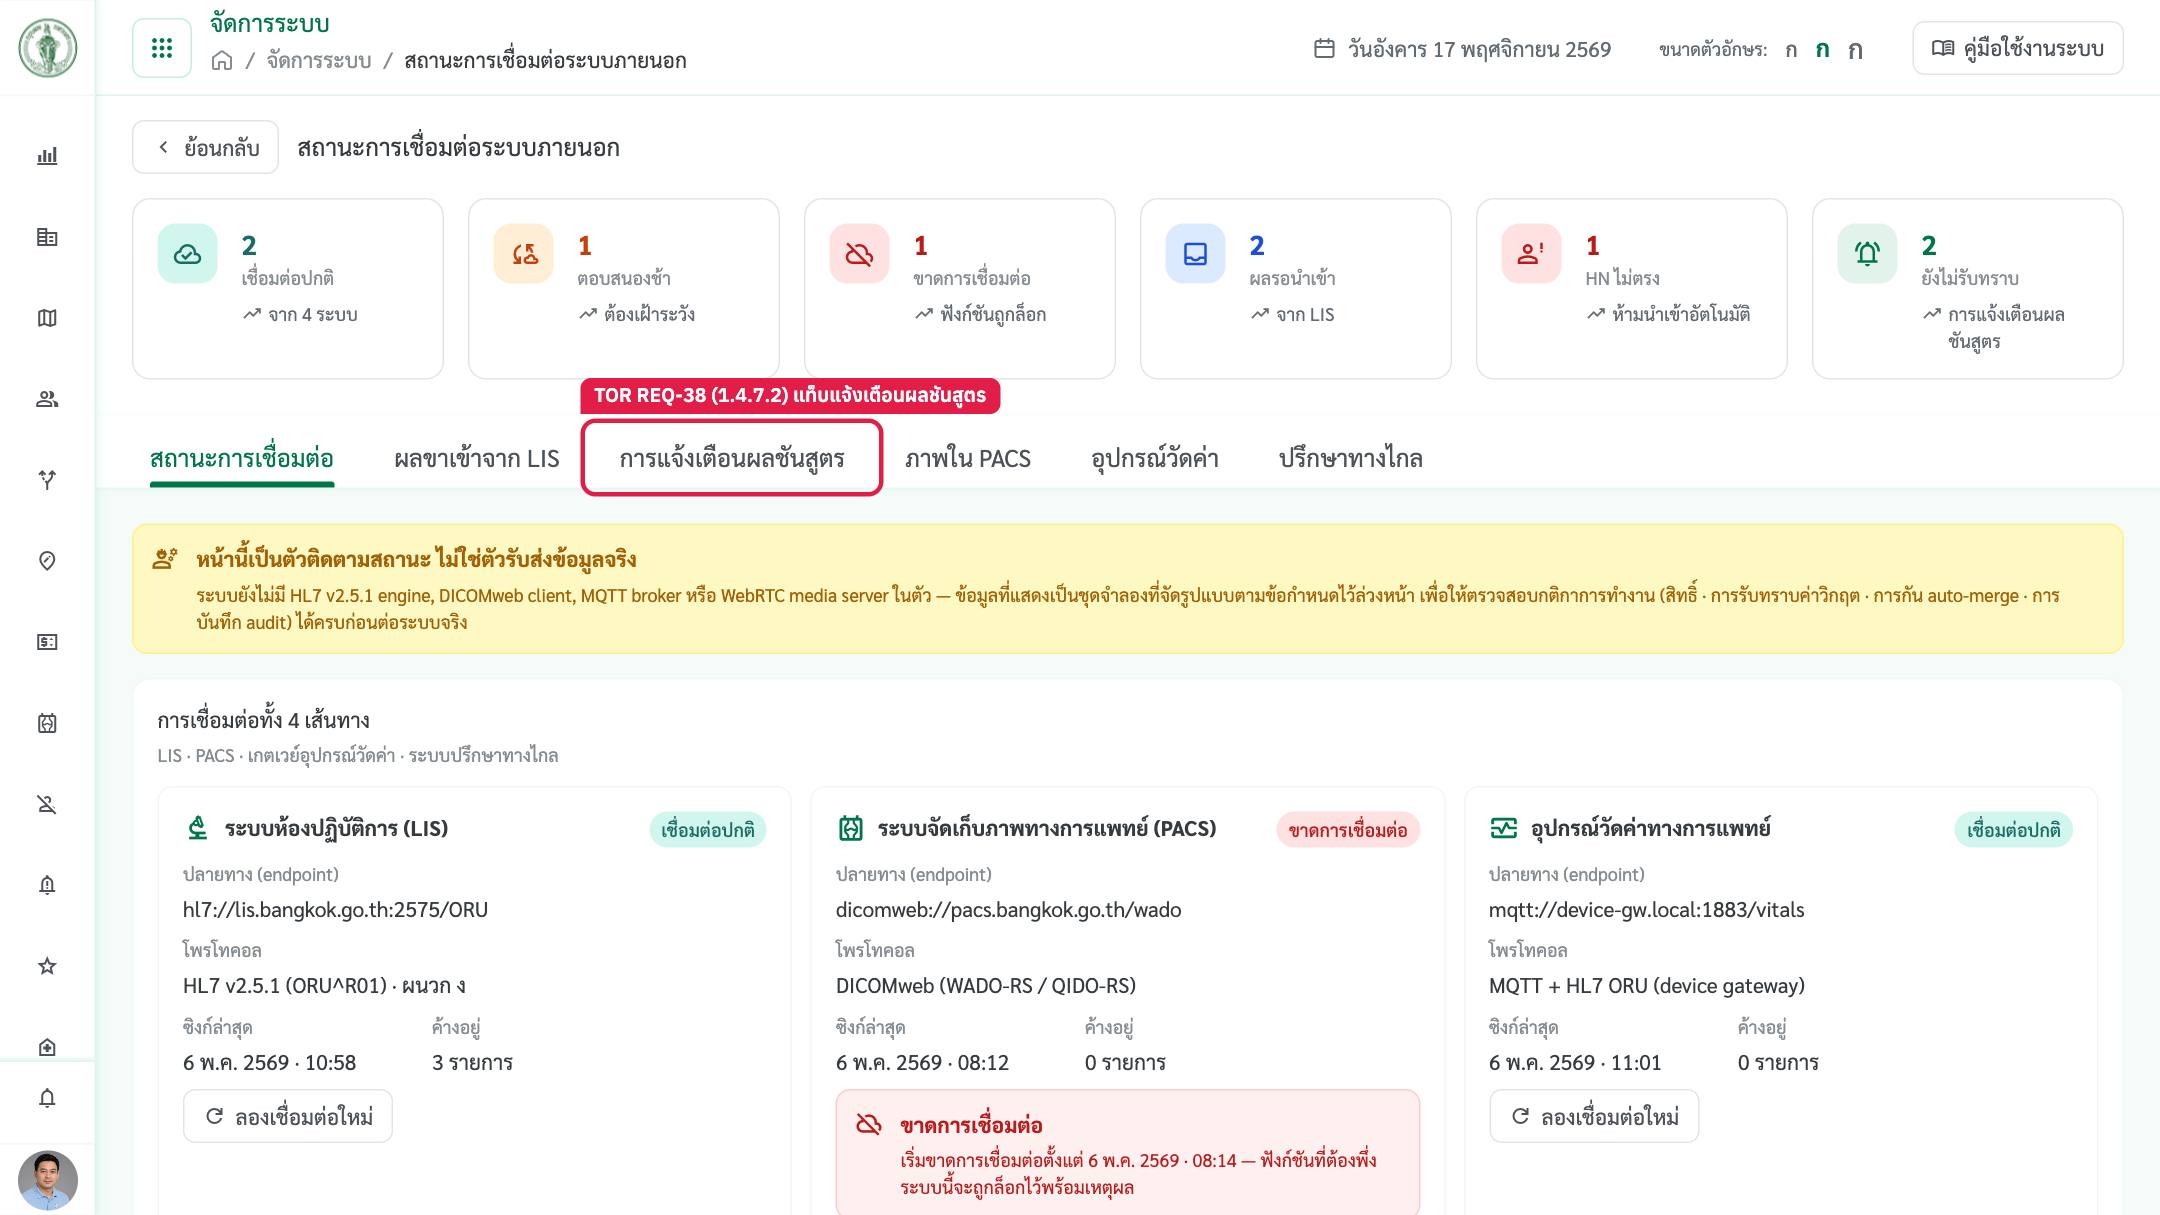 จัดการระบบ
/ จัดการระบบ / สถานะการเชื่อมต่อระบบภายนอก
วันอังคาร 17 พฤศจิกายน 2569
ขนาดตัวอักษร: ก ก ก
คู่มือใช้งานระบบ
ย้อนกลับ
สถานะการเชื่อมต่อระบบภายนอก
2
เชื่อมต่อปกติ
จาก 4 ระบบ
1
ตอบสนองช้า
ต้องเฝ้าระวัง
1
ขาดการเชื่อมต่อ
ฟังก์ชันถูกล็อก
2
ผลรอนำเข้า
จาก LIS
1
HN ไม่ตรง
ห้ามนำเข้าอัตโนมัติ
2
ยังไม่รับทราบ
การแจ้งเตือนผล
ชันสูตร
TOR REQ-38 (1.4.7.2) แท็บแจ้งเตือนผลชันสูตร
สถานะการเชื่อมต่อ
ผลขาเข้าจาก LIS
การแจ้งเตือนผลชันสูตร
ภาพใน PACS
อุปกรณ์วัดค่า
ปรึกษาทางไกล
หน้านี้เป็นตัวติดตามสถานะ ไม่ใช่ตัวรับส่งข้อมูลจริง
ระบบยังไม่มี HL7 v2.5.1 engine, DICOMweb client, MQTT broker หรือ WebRTC media server ในตัว — ข้อมูลที่แสดงเป็นชุดจำลองที่จัดรูปแบบตามข้อกำหนดไว้ล่วงหน้า เพื่อให้ตรวจสอบกติกาการทำงาน (สิทธิ์ · การรับทราบค่าวิกฤต · การกัน auto-merge · การ
บันทึก audit) ได้ครบก่อนต่อระบบจริง
การเชื่อมต่อทั้ง 4 เส้นทาง
LIS · PACS · เกตเวย์อุปกรณ์วัดค่า · ระบบปรึกษาทางไกล
ระบบห้องปฏิบัติการ (LIS)
เชื่อมต่อปกติ
ปลายทาง (endpoint)
hl7://lis.bangkok.go.th:2575/ORU
โพรโทคอล
HL7 v2.5.1 (ORU^R01) · ผนวก ง
ซิงก์ล่าสุด
ค้างอยู่
6 พ.ค. 2569 · 10:58
3 รายการ
ลองเชื่อมต่อใหม่
ระบบจัดเก็บภาพทางการแพทย์ (PACS)
ขาดการเชื่อมต่อ
ปลายทาง (endpoint)
dicomweb://pacs.bangkok.go.th/wado
โพรโทคอล
DICOMweb (WADO-RS / QIDO-RS)
ซิงก์ล่าสุด
ค้างอยู่
6 พ.ค. 2569 · 08:12
0 รายการ
ขาดการเชื่อมต่อ
เริ่มขาดการเชื่อมต่อตั้งแต่ 6 พ.ค. 2569 · 08:14 — ฟังก์ชันที่ต้องพึ่ง
ระบบนี้จะถูกล็อกไว้พร้อมเหตุผล
อุปกรณ์วัดค่าทางการแพทย์
เชื่อมต่อปกติ
ปลายทาง (endpoint)
mqtt://device-gw.local:1883/vitals
โพรโทคอล
MQTT + HL7 ORU (device gateway)
ซิงก์ล่าสุด
ค้างอยู่
6 พ.ค. 2569 · 11:01
0 รายการ
ลองเชื่อมต่อใหม่